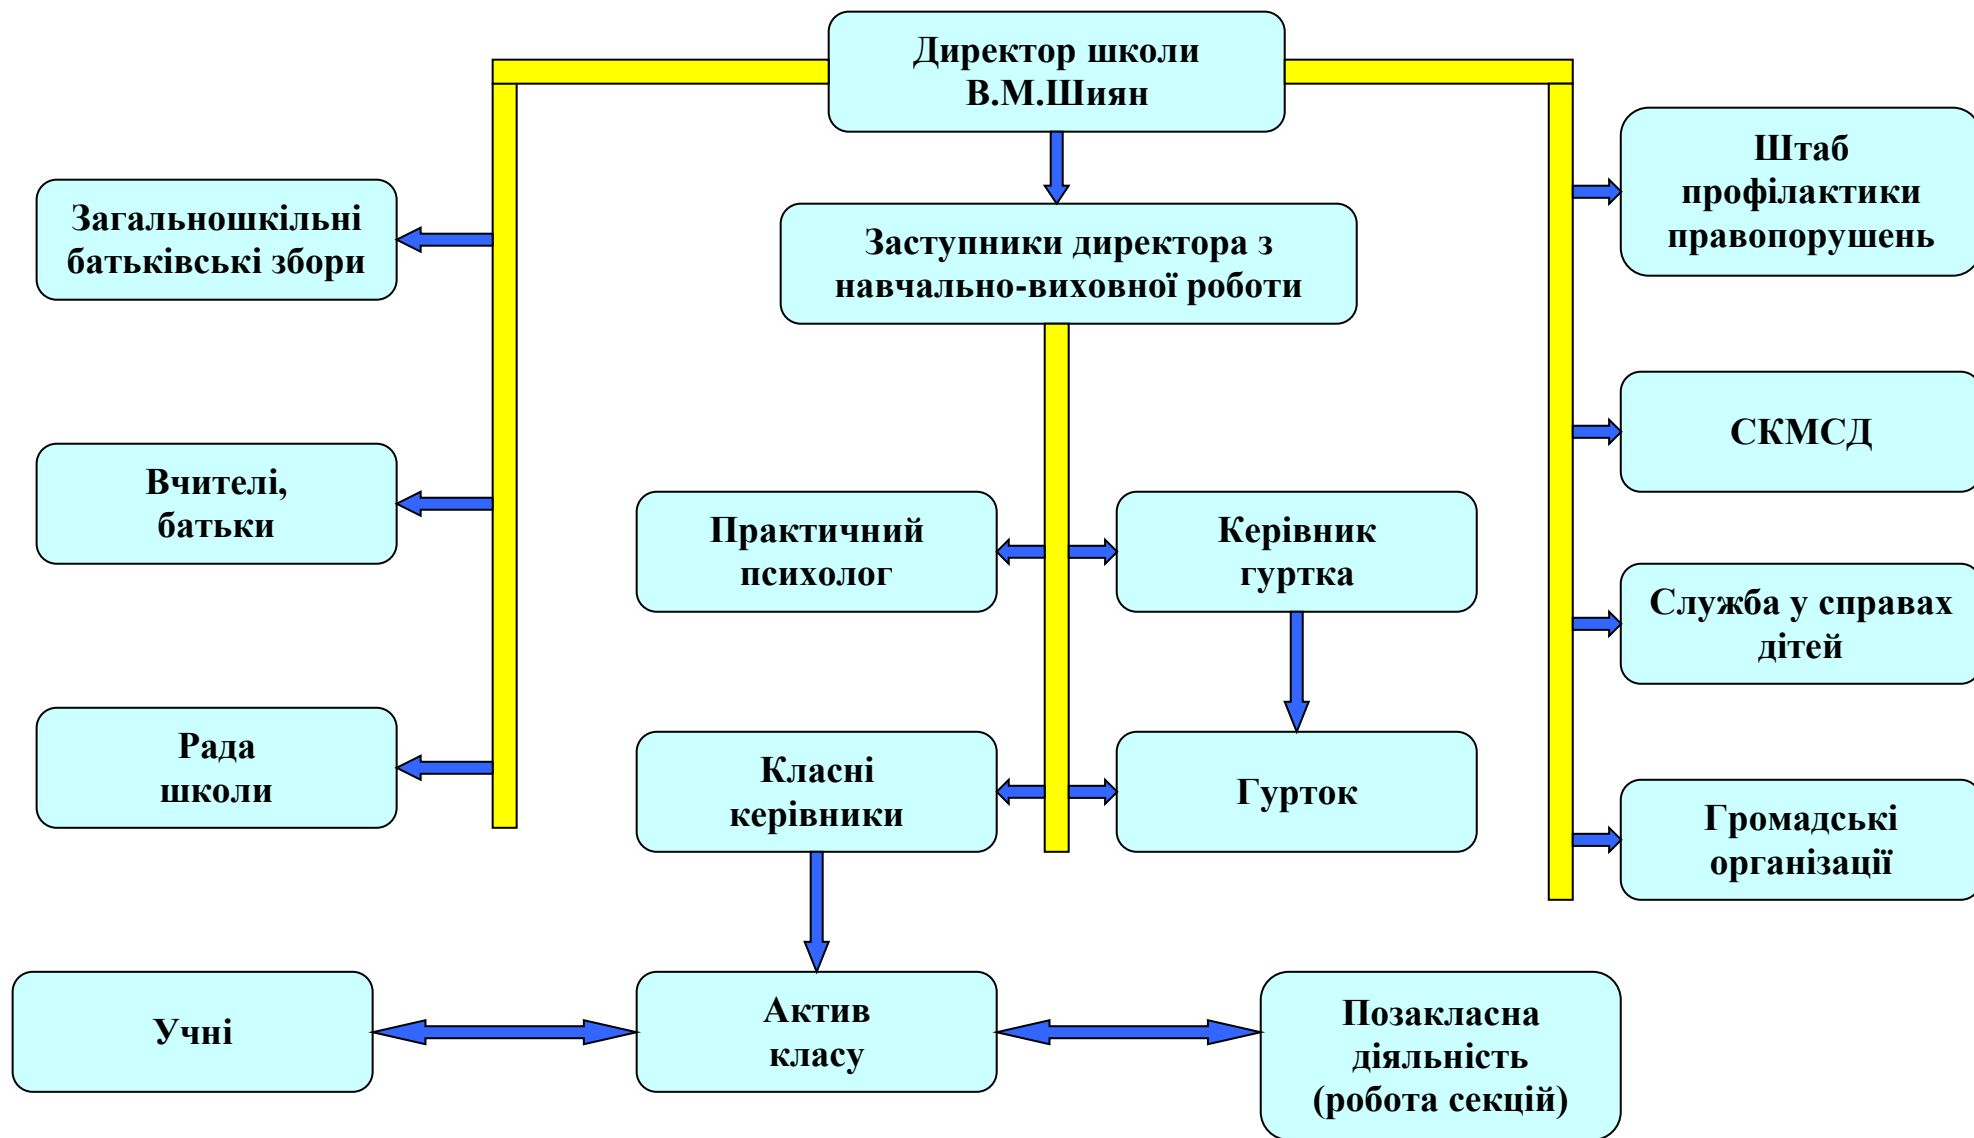 Директор школи
В.М.Шиян
Штаб
профілактики
правопорушень
Загальношкільні
батьківські збори
Заступники директора з
навчально-виховної роботи
СКМСД
Вчителі,
батьки
Практичний
психолог
Керівник
гуртка
Служба у справах
дітей
Рада
школи
Класні
керівники
Гурток
Громадські
організації
Учні
Актив
класу
Позакласна
діяльність
(робота секцій)